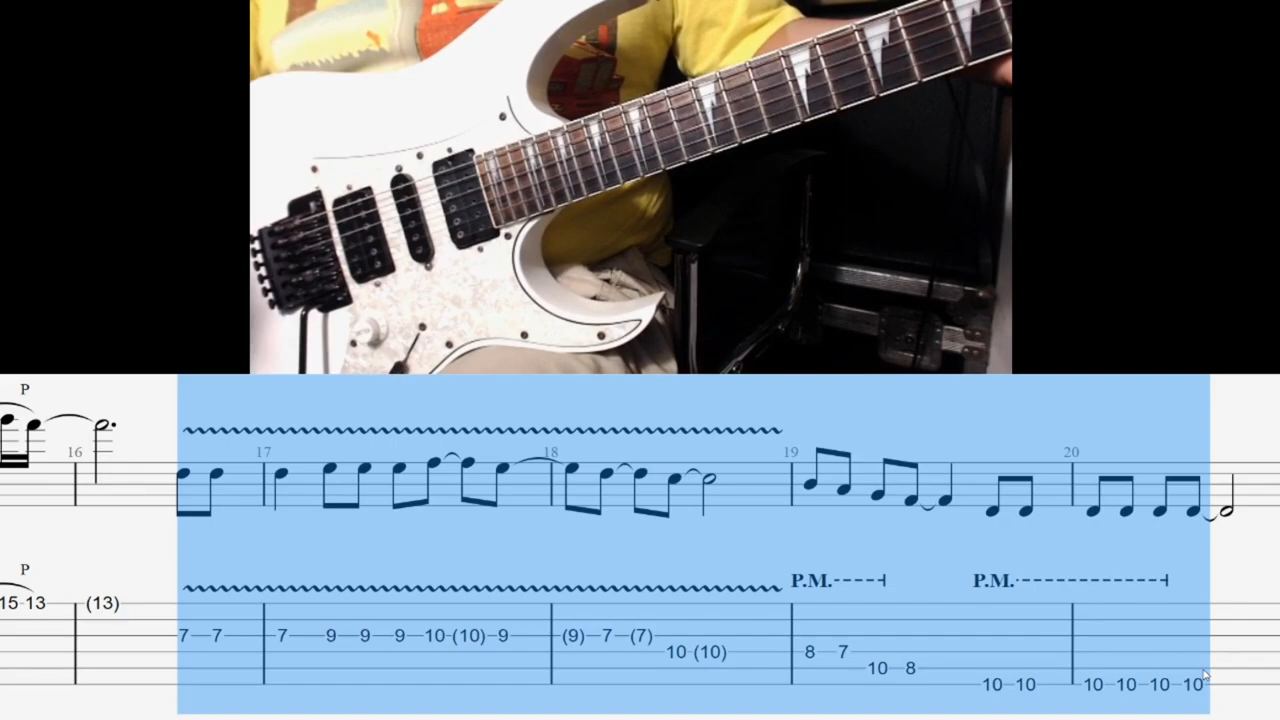 P
16 17 18 19 20
P
P.M. P.M.
15 13 (13)
7 7 7 9 9 9 10 (10) 9 (9) 7 (7)
10 (10) 8 7
10 8
10 10 10 10 10 10